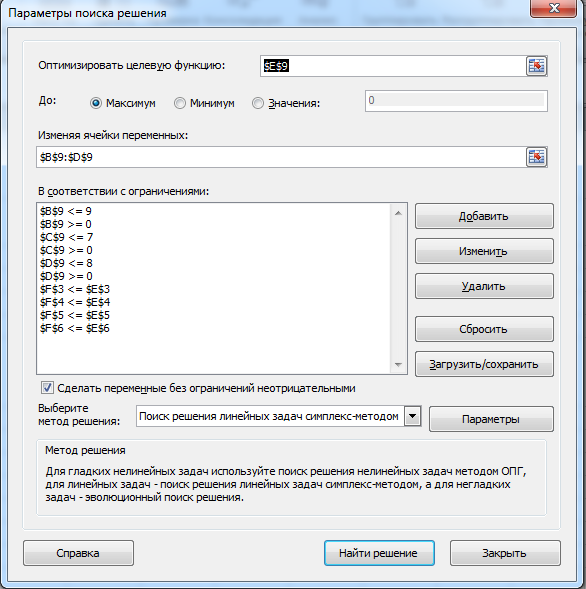 Параметры поиска решения
Оптимизировать целевую функцию: $E$9
До: Максимум Минимум Значения: 0
Изменяя ячейки переменных:
$B$9:$D$9
В соответствии с ограничениями:
$B$9 <= 9
$B$9 >= 0
$C$9 <= 7
$C$9 >= 0
$D$9 <= 8
$D$9 >= 0
$F$3 <= $E$3
$F$4 <= $E$4
$F$5 <= $E$5
$F$6 <= $E$6
Добавить
Изменить
Удалить
Сбросить
Загрузить/сохранить
Сделать переменные без ограничений неотрицательными
Выберите
метод решения: Поиск решения линейных задач симплекс-методом Параметры
Метод решения
Для гладких нелинейных задач используйте поиск решения нелинейных задач методом ОПГ,
для линейных задач - поиск решения линейных задач симплекс-методом, а для негладких
задач - эволюционный поиск решения.
Справка Найти решение Закрыть